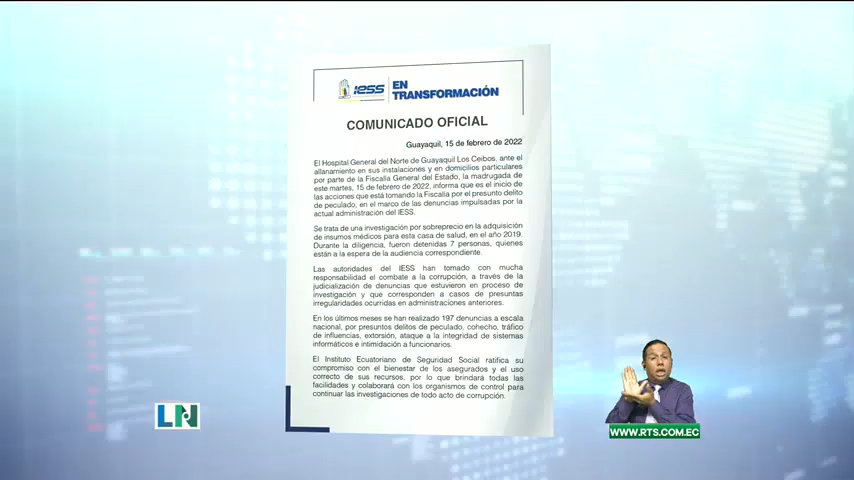 IESS
EN
TRANSFORMACIÓN
COMUNICADO OFICIAL
Guayaquil, 15 de febrero de 2022
El Hospital General del Norte de Guayaquil Los Ceibos, ante el
allanamiento en sus instalaciones y en domicilios particulares
por parte de la Fiscalía General del Estado, la madrugada de
este martes, 15 de febrero de 2022, informa que es el inicio de
las acciones que está tomando la Fiscalía por el presunto delito
de peculado, en el marco de las denuncias impulsadas por la
actual administración del IESS.
Se trata de una investigación por sobreprecio en la adquisición
de insumos médicos para esta casa de salud, en el año 2019.
Durante la diligencia, fueron detenidas 7 personas, quienes
están a la espera de la audiencia correspondiente.
Las autoridades del IESS han tomado con mucha
responsabilidad el combate a la corrupción, a través de la
judicialización de denuncias que estuvieron en proceso de
investigación y que corresponden a casos de presuntas
irregularidades ocurridas en administraciones anteriores.
En los últimos meses se han realizado 197 denuncias a escala
nacional, por presuntos delitos de peculado, cohecho, tráfico
de influencias, extorsión, ataque a la integridad de sistemas
informáticos e intimidación a funcionarios.
El Instituto Ecuatoriano de Seguridad Social ratifica su
compromiso con el bienestar de los asegurados y el uso
correcto de sus recursos, por lo que brindará todas las
facilidades y colaborará con los organismos de control para
continuar las investigaciones de todo acto de corrupción.
LN
WWW.RTS.COM.EC